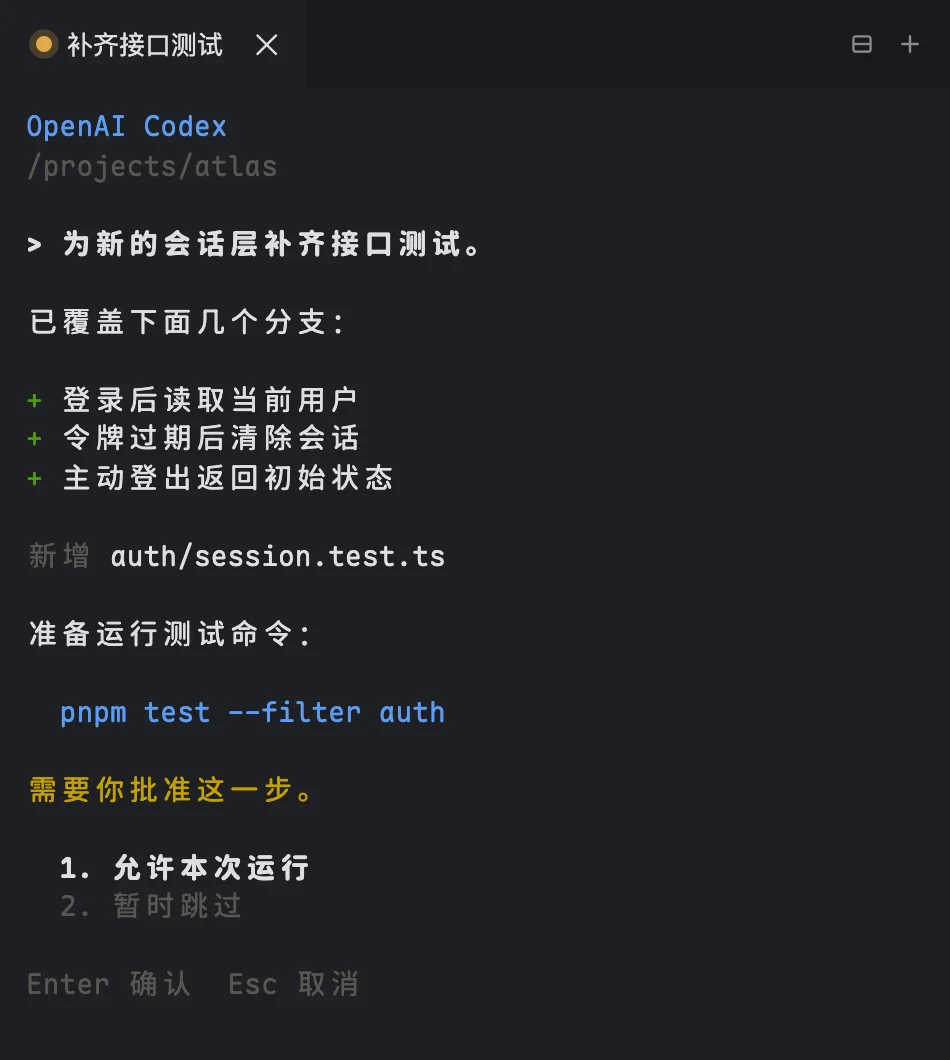 补齐接口测试
OpenAI Codex
/projects/atlas
> 为新的会话层补齐接口测试。
已覆盖下面几个分支:
+ 登录后读取当前用户
+ 令牌过期后清除会话
+ 主动登出返回初始状态
新增 auth/session.test.ts
准备运行测试命令:
pnpm test --filter auth
需要你批准这一步。
1. 允许本次运行
2. 暂时跳过
Enter 确认  Esc 取消